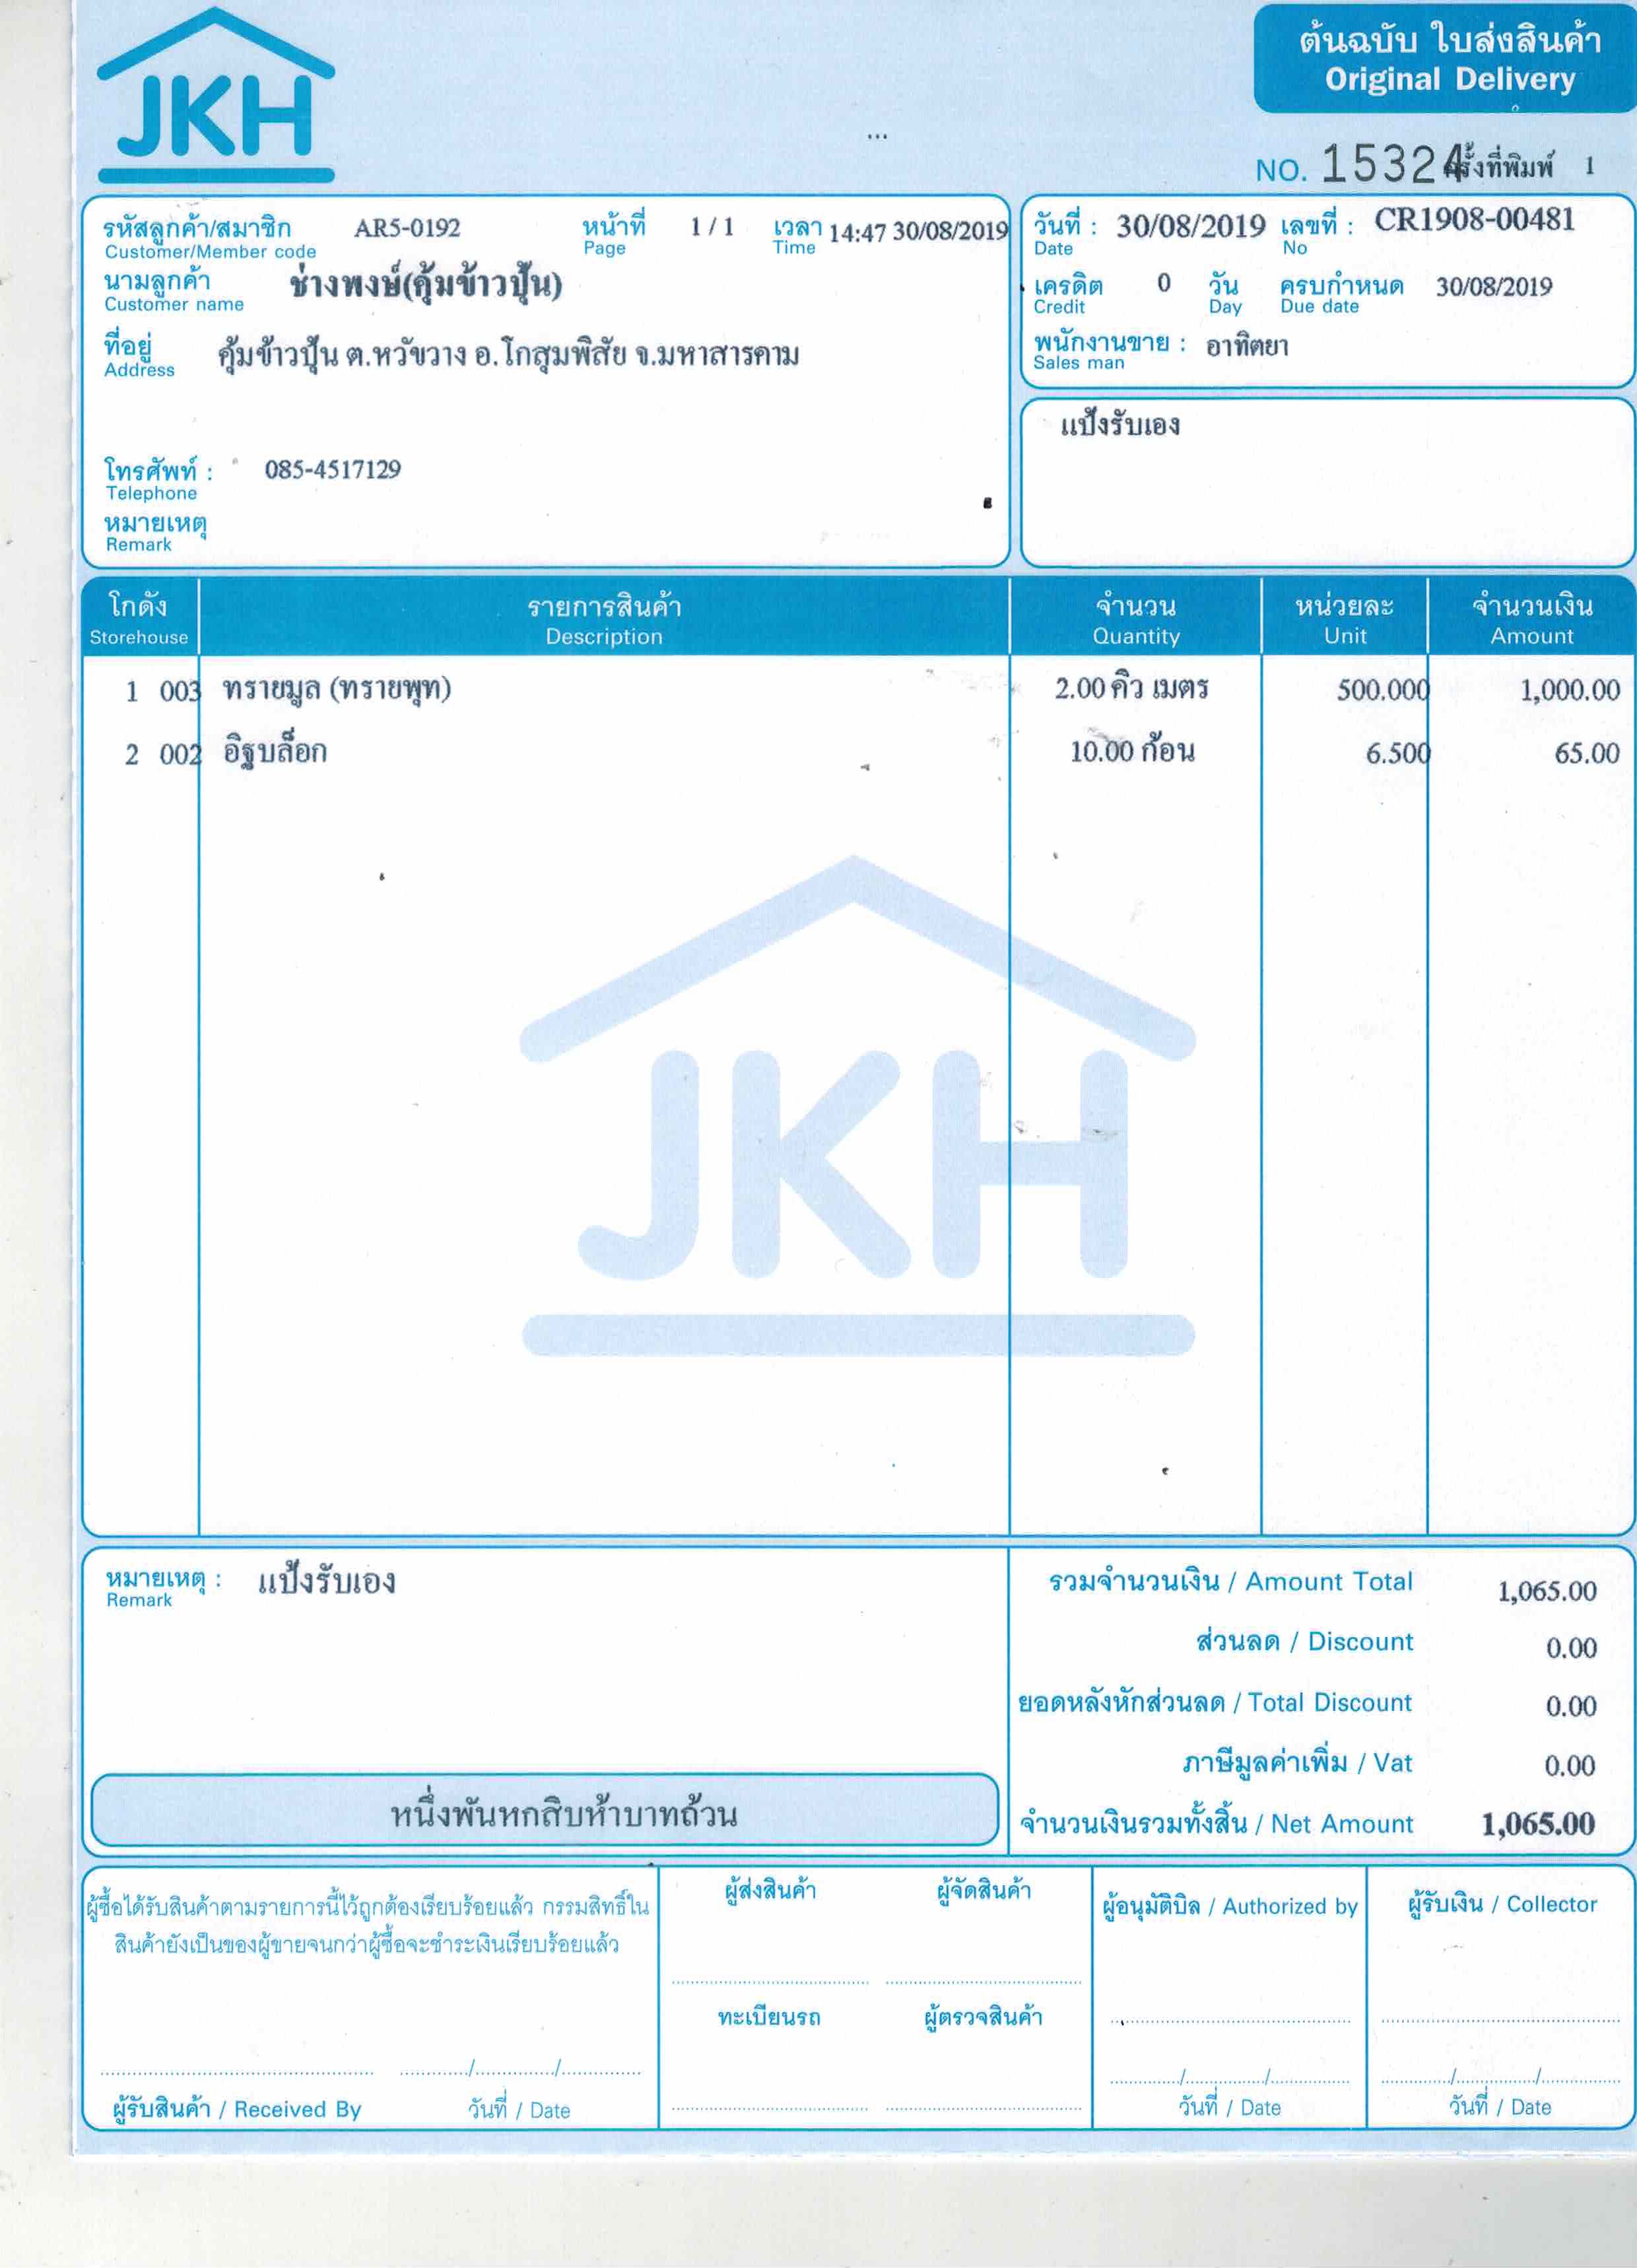 JKH
ต้นฉบับ ใบส่งสินค้า
Original Delivery
NO. 15324 ครั้งที่พิมพ์ 1
รหัสลูกค้า/สมาชิก AR5-0192 หน้าที่ 1 / 1 เวลา 14:47 30/08/2019
Customer/Member code Page Time
นามลูกค้า ช่างพงษ์(คุ้มข้าวปุ้น)
Customer name
ที่อยู่ คุ้มข้าวปุ้น ต.หวัขวาง อ.โกสุมพิสัย จ.มหาสารคาม
Address
โทรศัพท์ : 085-4517129
Telephone
หมายเหตุ
Remark
วันที่ : 30/08/2019 เลขที่ : CR1908-00481
Date No
เครดิต 0 วัน ครบกำหนด 30/08/2019
Credit Day Due date
พนักงานขาย : อาทิตยา
Sales man
แป้งรับเอง
โกดัง รายการสินค้า จำนวน หน่วยละ จำนวนเงิน
Storehouse Description Quantity Unit Amount
1 003 ทรายมูล (ทรายพุท) 2.00 คิว เมตร 500.000 1,000.00
2 002 อิฐบล็อก 10.00 ก้อน 6.500 65.00
JKH
หมายเหตุ : แป้งรับเอง
Remark
รวมจำนวนเงิน / Amount Total 1,065.00
ส่วนลด / Discount 0.00
ยอดหลังหักส่วนลด / Total Discount 0.00
ภาษีมูลค่าเพิ่ม / Vat 0.00
หนึ่งพันหกสิบห้าบาทถ้วน
จำนวนเงินรวมทั้งสิ้น / Net Amount 1,065.00
ผู้ซื้อได้รับสินค้าตามรายการนี้ไว้ถูกต้องเรียบร้อยแล้ว กรรมสิทธิ์ใน
สินค้ายังเป็นของผู้ขายจนกว่าผู้ซื้อจะชำระเงินเรียบร้อยแล้ว
ผู้รับสินค้า / Received By วันที่ / Date
ผู้ส่งสินค้า ผู้จัดสินค้า
ทะเบียนรถ ผู้ตรวจสินค้า
ผู้อนุมัติบิล / Authorized by
วันที่ / Date
ผู้รับเงิน / Collector
วันที่ / Date